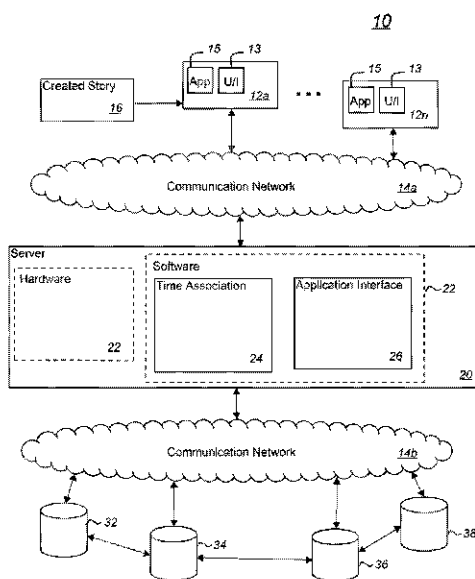 10
15 13
App U/I
12a
15 13
App U/I
12n
Created Story
16
Communication Network 14a
Server
Hardware
22
Software
22
Time Association
24
Application Interface
26
20
Communication Network 14b
32
34
36
38